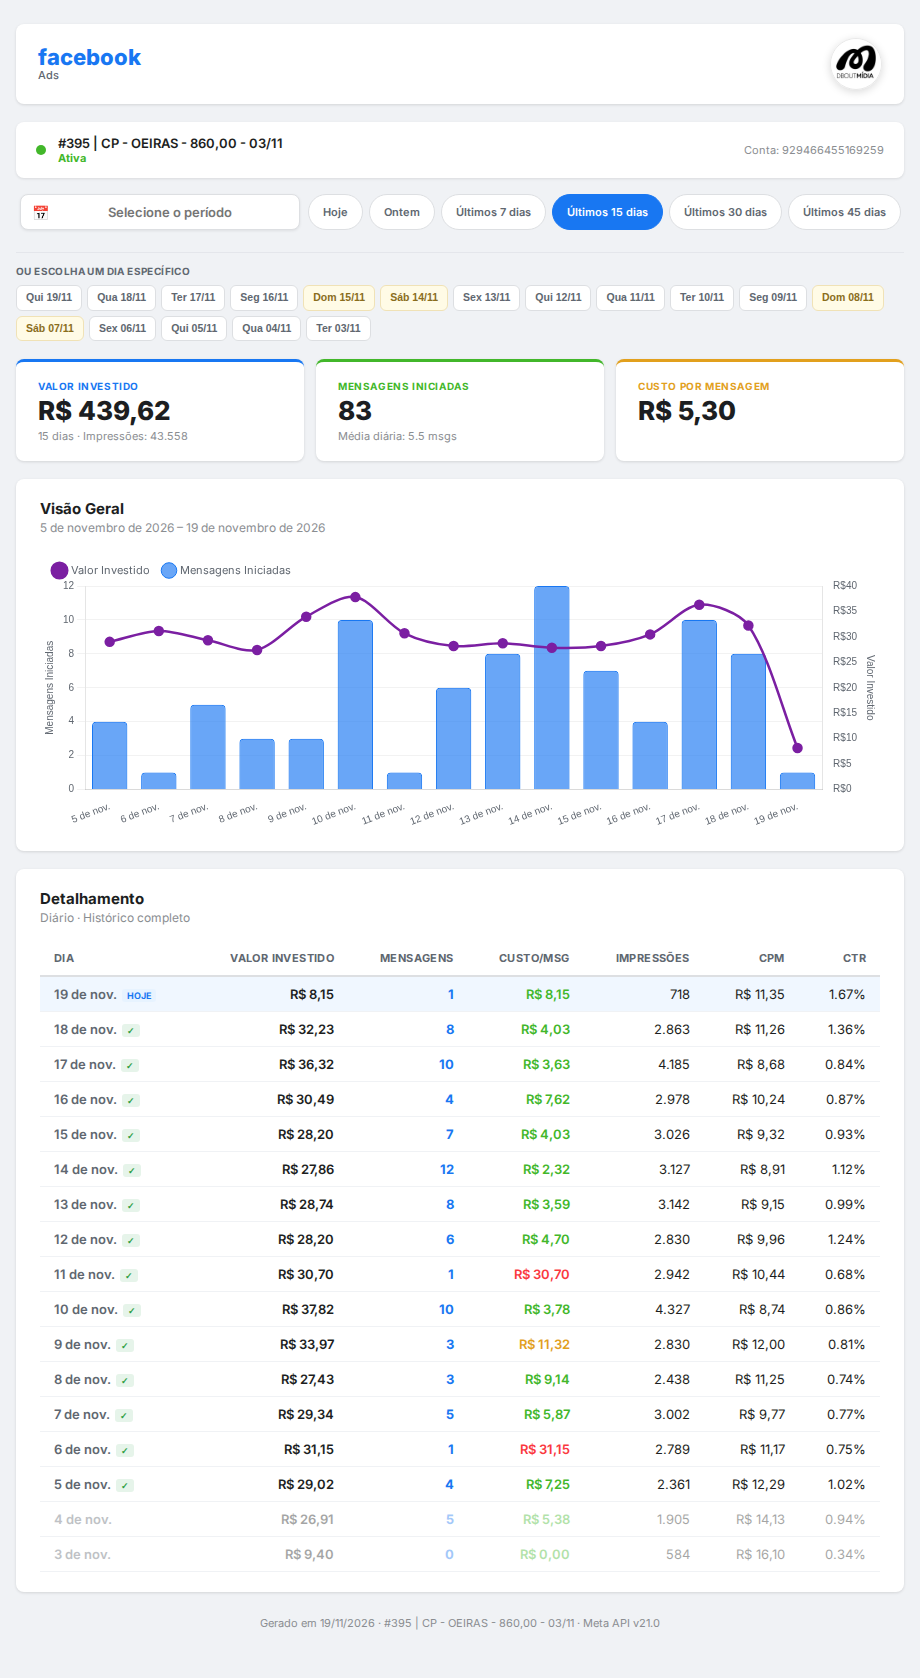 facebook
Ads
DBOUTMÍDIA
#395 | CP - OEIRAS - 860,00 - 03/11
Ativa
Conta: 929466455169259
Selecione o período
Hoje
Ontem
Últimos 7 dias
Últimos 15 dias
Últimos 30 dias
Últimos 45 dias
OU ESCOLHA UM DIA ESPECÍFICO
Qui 19/11 Qua 18/11 Ter 17/11 Seg 16/11 Dom 15/11 Sáb 14/11 Sex 13/11 Qui 12/11 Qua 11/11 Ter 10/11 Seg 09/11 Dom 08/11
Sáb 07/11 Sex 06/11 Qui 05/11 Qua 04/11 Ter 03/11
VALOR INVESTIDO
R$ 439,62
15 dias · Impressões: 43.558
MENSAGENS INICIADAS
83
Média diária: 5.5 msgs
CUSTO POR MENSAGEM
R$ 5,30
Visão Geral
5 de novembro de 2026 – 19 de novembro de 2026
Valor Investido Mensagens Iniciadas
Mensagens Iniciadas
12
10
8
6
4
2
0
R$40
R$35
R$30
R$25
R$20
R$15
R$10
R$5
R$0
Valor Investido
5 de nov. 6 de nov. 7 de nov. 8 de nov. 9 de nov. 10 de nov. 11 de nov. 12 de nov. 13 de nov. 14 de nov. 15 de nov. 16 de nov. 17 de nov. 18 de nov. 19 de nov.
Detalhamento
Diário · Histórico completo
DIA VALOR INVESTIDO MENSAGENS CUSTO/MSG IMPRESSÕES CPM CTR
19 de nov. HOJE R$ 8,15 1 R$ 8,15 718 R$ 11,35 1.67%
18 de nov. ✓ R$ 32,23 8 R$ 4,03 2.863 R$ 11,26 1.36%
17 de nov. ✓ R$ 36,32 10 R$ 3,63 4.185 R$ 8,68 0.84%
16 de nov. ✓ R$ 30,49 4 R$ 7,62 2.978 R$ 10,24 0.87%
15 de nov. ✓ R$ 28,20 7 R$ 4,03 3.026 R$ 9,32 0.93%
14 de nov. ✓ R$ 27,86 12 R$ 2,32 3.127 R$ 8,91 1.12%
13 de nov. ✓ R$ 28,74 8 R$ 3,59 3.142 R$ 9,15 0.99%
12 de nov. ✓ R$ 28,20 6 R$ 4,70 2.830 R$ 9,96 1.24%
11 de nov. ✓ R$ 30,70 1 R$ 30,70 2.942 R$ 10,44 0.68%
10 de nov. ✓ R$ 37,82 10 R$ 3,78 4.327 R$ 8,74 0.86%
9 de nov. ✓ R$ 33,97 3 R$ 11,32 2.830 R$ 12,00 0.81%
8 de nov. ✓ R$ 27,43 3 R$ 9,14 2.438 R$ 11,25 0.74%
7 de nov. ✓ R$ 29,34 5 R$ 5,87 3.002 R$ 9,77 0.77%
6 de nov. ✓ R$ 31,15 1 R$ 31,15 2.789 R$ 11,17 0.75%
5 de nov. ✓ R$ 29,02 4 R$ 7,25 2.361 R$ 12,29 1.02%
4 de nov. R$ 26,91 5 R$ 5,38 1.905 R$ 14,13 0.94%
3 de nov. R$ 9,40 0 R$ 0,00 584 R$ 16,10 0.34%
Gerado em 19/11/2026 · #395 | CP - OEIRAS - 860,00 - 03/11 · Meta API v21.0